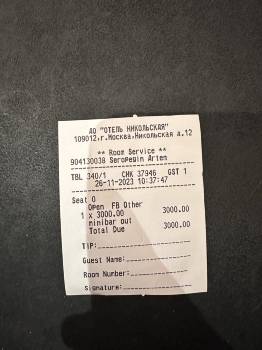 АО "ОТЕЛЬ НИКОЛЬСКАЯ"
109012,г.Москва,Никольская д.12
** Room Service **
904130038 Seropegin Artem
TBL 340/1 CHK 37946 GST 1
26-11-2023 10:37:47
Seat 0
Open FB Other
1 x 3000.00 3000.00
minibar out
Total Due 3000.00
TIP:
Guest Name:
Room Number:
Signature: